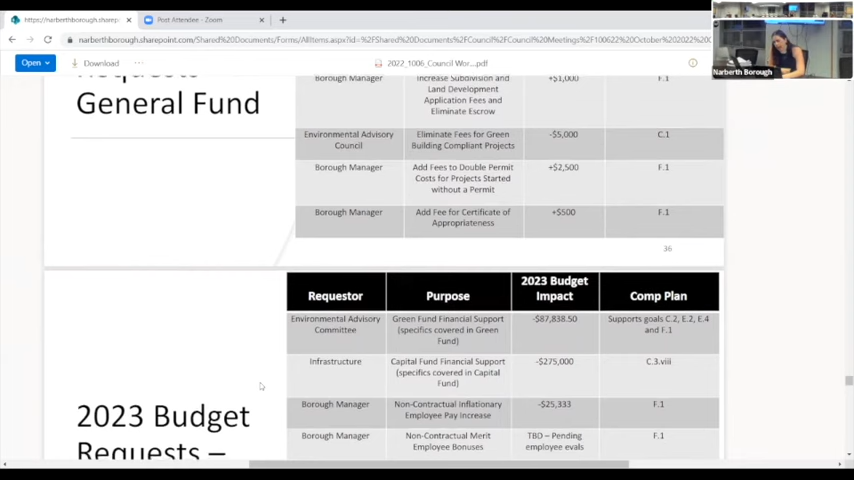 https://narberthborough.sharep
Post Attendee - Zoom
narberthborough.sharepoint.com/Shared%20Documents/Forms/AllItems.aspx?id=%2FShared%20Documents%2FCouncil%2FCouncil%20Meetings%2F100622%20October%202022%20
Narberth Borough
Open
Download
2022_1006_Council Wor...pdf
Requests
General Fund
Borough Manager
Increase Subdivision and
Land Development
Application Fees and
Eliminate Escrow
+$1,000
F.1
Environmental Advisory
Council
Eliminate Fees for Green
Building Compliant Projects
-$5,000
C.1
Borough Manager
Add Fees to Double Permit
Costs for Projects Started
without a Permit
+$2,500
F.1
Borough Manager
Add Fee for Certificate of
Appropriateness
+$500
F.1
36
Requestor
Purpose
2023 Budget
Impact
Comp Plan
Environmental Advisory
Committee
Green Fund Financial Support
(specifics covered in Green
Fund)
-$87,838.50
Supports goals C.2, E.2, E.4
and F.1
Infrastructure
Capital Fund Financial Support
(specifics covered in Capital
Fund)
-$275,000
C.3.viii
Borough Manager
Non-Contractual Inflationary
Employee Pay Increase
-$25,333
F.1
Borough Manager
Non-Contractual Merit
Employee Bonuses
TBD – Pending
employee evals
F.1
2023 Budget
Requests –